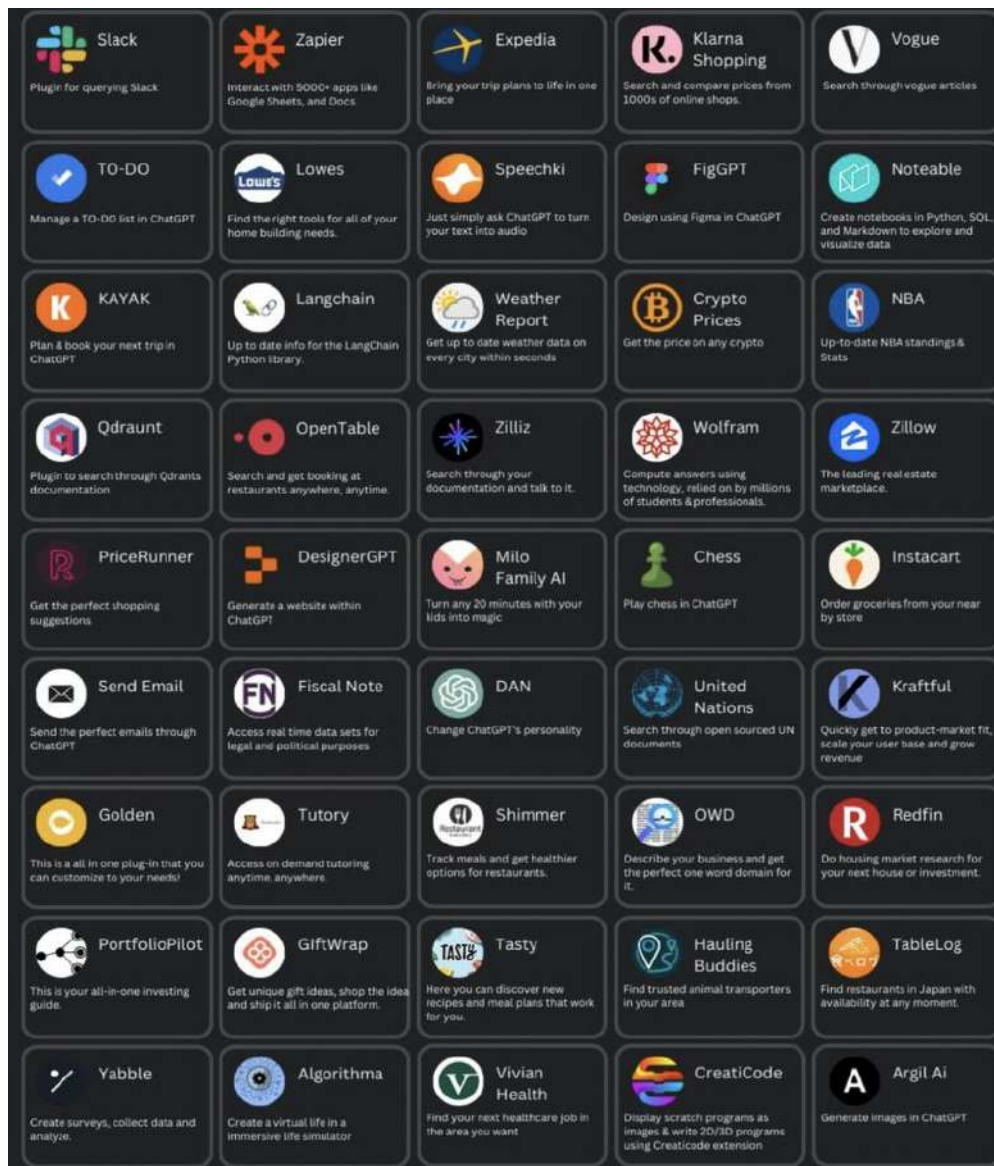 Slack
Plugin for querying Slack
Zapier
Interact with 5000+ apps like
Google Sheets, and Docs
Expedia
Bring your trip plans to life in one
place
K.
Klarna
Shopping
Search and compare prices from
1000s of online shops.
V
Vogue
Search through vogue articles
TO-DO
Manage a TO-DO list in ChatGPT
LOWE'S
Lowes
Find the right tools for all of your
home building needs.
Speechki
Just simply ask ChatGPT to turn
your text into audio
FigGPT
Design using Figma in ChatGPT
Noteable
Create notebooks in Python, SQL,
and Markdown to explore and
visualize data
K
KAYAK
Plan & book your next trip in
ChatGPT
Langchain
Up to date info for the LangChain
Python library.
Weather
Report
Get up to date weather data on
every city within seconds
Crypto
Prices
Get the price on any crypto
NBA
Up-to-date NBA standings &
Stats
Qdraunt
Plugin to search through Qdrants
documentation
OpenTable
Search and get booking at
restaurants anywhere, anytime.
Zilliz
Search through your
documentation and talk to it.
Wolfram
Compute answers using
technology, relied on by millions
of students & professionals.
Zillow
The leading real estate
marketplace.
R
PriceRunner
Get the perfect shopping
suggestions
DesignerGPT
Generate a website within
ChatGPT
Milo
Family AI
Turn any 20 minutes with your
kids into magic
Chess
Play chess in ChatGPT
Instacart
Order groceries from your near
by store
Send Email
Send the perfect emails through
ChatGPT
FN
Fiscal Note
Access real time data sets for
legal and political purposes
DAN
Change ChatGPT's personality
United
Nations
Search through open sourced UN
documents
K
Kraftful
Quickly get to product-market fit,
scale your user base and grow
revenue
Golden
This is a all in one plug-in that you
can customize to your needs!
Tutory
Access on demand tutoring
anytime, anywhere.
Restaurant
Shimmer
Track meals and get healthier
options for restaurants.
OWD
Describe your business and get
the perfect one word domain for
it.
R
Redfin
Do housing market research for
your next house or investment.
PortfolioPilot
This is your all-in-one investing
guide.
GIftWrap
Get unique gift ideas, shop the idea
and ship it all in one platform.
TASTY
Tasty
Here you can discover new
recipes and meal plans that work
for you.
Hauling
Buddies
Find trusted animal transporters
in your area
食べログ
TableLog
Find restaurants in Japan with
availability at any moment.
Yabble
Create surveys, collect data and
analyze.
Algorithma
Create a virtual life in a
immersive life simulator
V
Vivian
Health
Find your next healthcare job in
the area you want
CreatiCode
Display scratch programs as
images & write 2D/3D programs
using Creaticode extension
A
Argil Ai
Generate images in ChatGPT